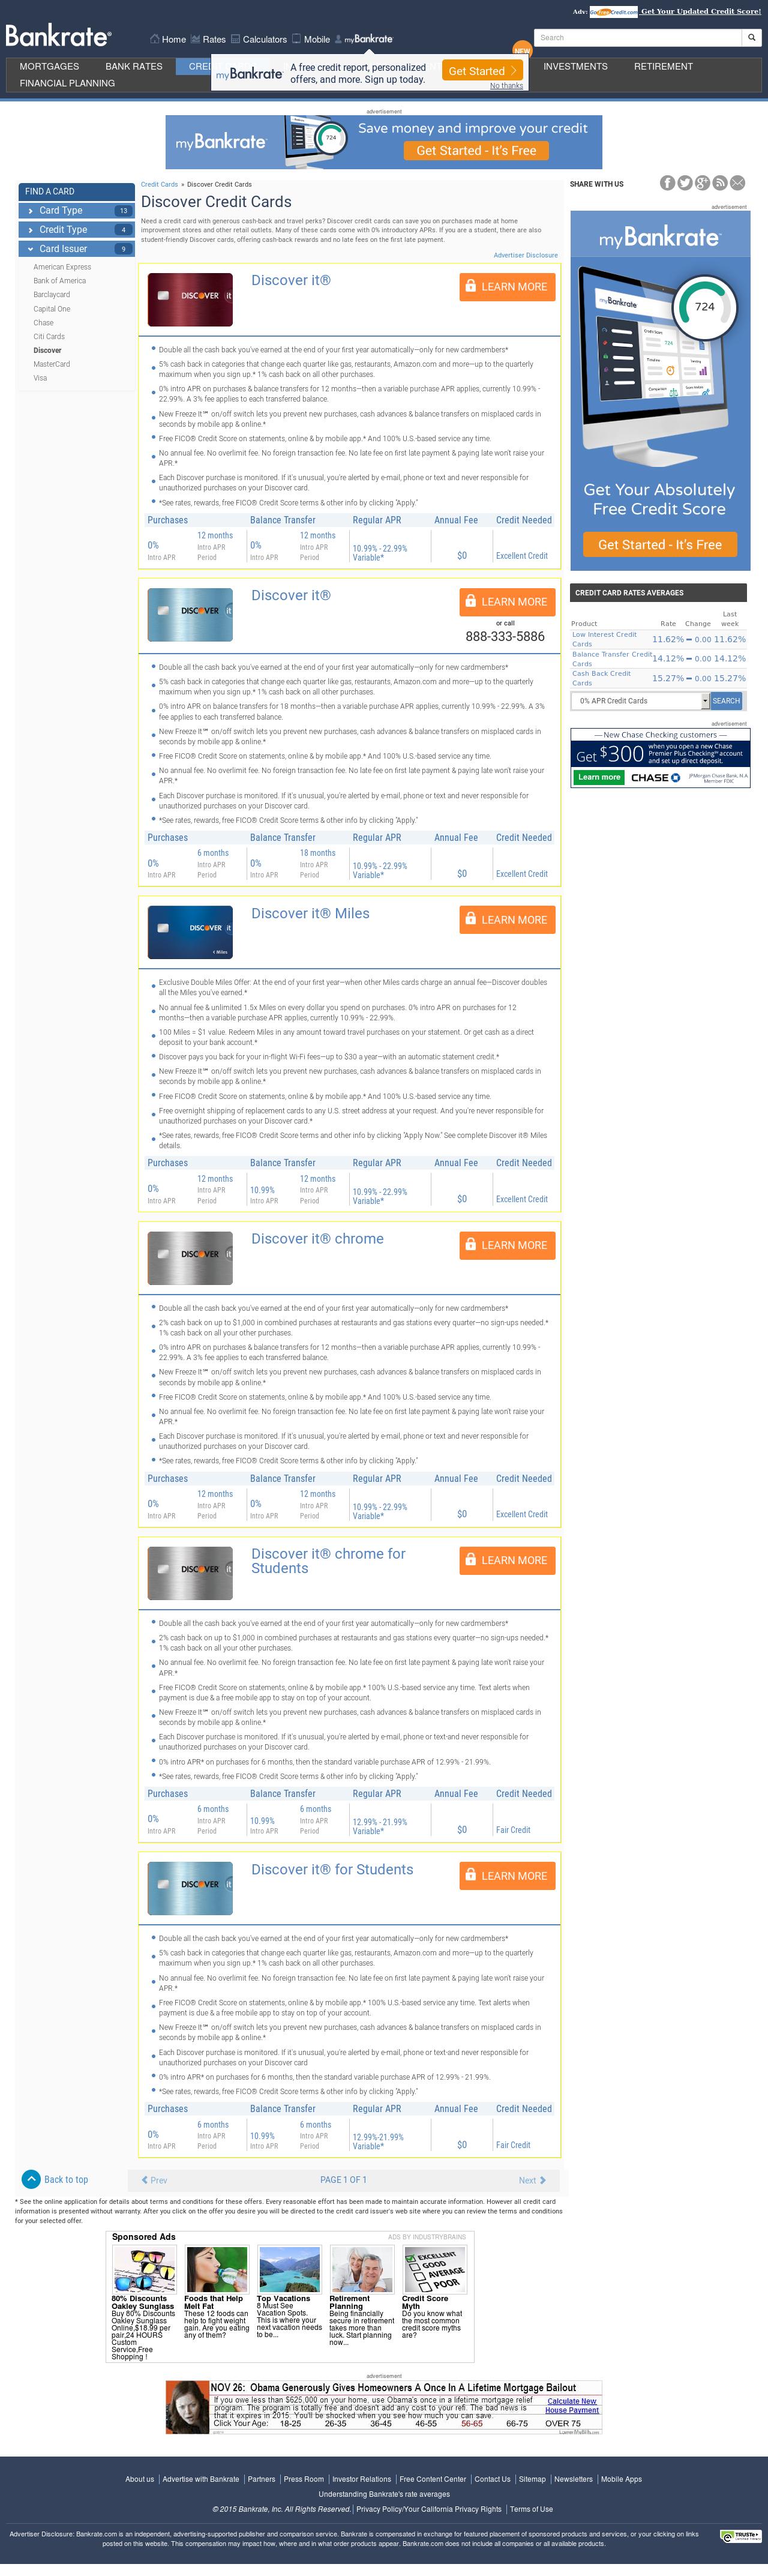 Adv: GoFreeCredit.com Get Your Updated Credit Score!
Bankrate®
Home Rates Calculators Mobile myBankrate
Search
NEW
MORTGAGES BANK RATES INVESTMENTS RETIREMENT
FINANCIAL PLANNING
myBankrate A free credit report, personalized offers, and more. Sign up today. Get Started
No thanks
advertisement
myBankrate 724 Save money and improve your credit
Get Started - It's Free
FIND A CARD
Card Type 13
Credit Type 4
Card Issuer 9
American Express
Bank of America
Barclaycard
Capital One
Chase
Citi Cards
Discover
MasterCard
Visa
Credit Cards » Discover Credit Cards
Discover Credit Cards
Need a credit card with generous cash-back and travel perks? Discover credit cards can save you on purchases made at home
improvement stores and other retail outlets. Many of these cards come with 0% introductory APRs. If you are a student, there are also
student-friendly Discover cards, offering cash-back rewards and no late fees on the first late payment.
Advertiser Disclosure
DISCOVER it
Discover it®
LEARN MORE
Double all the cash back you've earned at the end of your first year automatically—only for new cardmembers*
5% cash back in categories that change each quarter like gas, restaurants, Amazon.com and more—up to the quarterly
maximum when you sign up.* 1% cash back on all other purchases.
0% intro APR on purchases & balance transfers for 12 months—then a variable purchase APR applies, currently 10.99% -
22.99%. A 3% fee applies to each transferred balance.
New Freeze It℠ on/off switch lets you prevent new purchases, cash advances & balance transfers on misplaced cards in
seconds by mobile app & online.*
Free FICO® Credit Score on statements, online & by mobile app.* And 100% U.S.-based service any time.
No annual fee. No overlimit fee. No foreign transaction fee. No late fee on first late payment & paying late won't raise your
APR.*
Each Discover purchase is monitored. If it's unusual, you're alerted by e-mail, phone or text and never responsible for
unauthorized purchases on your Discover card.
*See rates, rewards, free FICO® Credit Score terms & other info by clicking "Apply."
Purchases Balance Transfer Regular APR Annual Fee Credit Needed
0% Intro APR 12 months Intro APR Period 0% Intro APR 12 months Intro APR Period 10.99% - 22.99% Variable* $0 Excellent Credit
DISCOVER it
Discover it®
LEARN MORE
or call
888-333-5886
Double all the cash back you've earned at the end of your first year automatically—only for new cardmembers*
5% cash back in categories that change each quarter like gas, restaurants, Amazon.com and more—up to the quarterly
maximum when you sign up.* 1% cash back on all other purchases.
0% intro APR on balance transfers for 18 months—then a variable purchase APR applies, currently 10.99% - 22.99%. A 3%
fee applies to each transferred balance.
New Freeze It℠ on/off switch lets you prevent new purchases, cash advances & balance transfers on misplaced cards in
seconds by mobile app & online.*
Free FICO® Credit Score on statements, online & by mobile app.* And 100% U.S.-based service any time.
No annual fee. No overlimit fee. No foreign transaction fee. No late fee on first late payment & paying late won't raise your
APR.*
Each Discover purchase is monitored. If it's unusual, you're alerted by e-mail, phone or text and never responsible for
unauthorized purchases on your Discover card.
*See rates, rewards, free FICO® Credit Score terms & other info by clicking "Apply."
Purchases Balance Transfer Regular APR Annual Fee Credit Needed
0% Intro APR 6 months Intro APR Period 0% Intro APR 18 months Intro APR Period 10.99% - 22.99% Variable* $0 Excellent Credit
DISCOVER it Miles
Discover it® Miles
LEARN MORE
Exclusive Double Miles Offer: At the end of your first year—when other Miles cards charge an annual fee—Discover doubles
all the Miles you've earned.*
No annual fee & unlimited 1.5x Miles on every dollar you spend on purchases. 0% intro APR on purchases for 12
months—then a variable purchase APR applies, currently 10.99% - 22.99%.
100 Miles = $1 value. Redeem Miles in any amount toward travel purchases on your statement. Or get cash as a direct
deposit to your bank account.*
Discover pays you back for your in-flight Wi-Fi fees—up to $30 a year—with an automatic statement credit.*
New Freeze It℠ on/off switch lets you prevent new purchases, cash advances & balance transfers on misplaced cards in
seconds by mobile app & online.*
Free FICO® Credit Score on statements, online & by mobile app.* And 100% U.S.-based service any time.
Free overnight shipping of replacement cards to any U.S. street address at your request. And you're never responsible for
unauthorized purchases on your Discover card.*
*See rates, rewards, free FICO® Credit Score terms and other info by clicking "Apply Now." See complete Discover it® Miles
details.
Purchases Balance Transfer Regular APR Annual Fee Credit Needed
0% Intro APR 12 months Intro APR Period 10.99% Intro APR 12 months Intro APR Period 10.99% - 22.99% Variable* $0 Excellent Credit
DISCOVER it
Discover it® chrome
LEARN MORE
Double all the cash back you've earned at the end of your first year automatically—only for new cardmembers*
2% cash back on up to $1,000 in combined purchases at restaurants and gas stations every quarter—no sign-ups needed.*
1% cash back on all your other purchases.
0% intro APR on purchases & balance transfers for 12 months—then a variable purchase APR applies, currently 10.99% -
22.99%. A 3% fee applies to each transferred balance.
New Freeze It℠ on/off switch lets you prevent new purchases, cash advances & balance transfers on misplaced cards in
seconds by mobile app & online.*
Free FICO® Credit Score on statements, online & by mobile app.* And 100% U.S.-based service any time.
No annual fee. No overlimit fee. No foreign transaction fee. No late fee on first late payment & paying late won't raise your
APR.*
Each Discover purchase is monitored. If it's unusual, you're alerted by e-mail, phone or text and never responsible for
unauthorized purchases on your Discover card.
*See rates, rewards, free FICO® Credit Score terms & other info by clicking "Apply."
Purchases Balance Transfer Regular APR Annual Fee Credit Needed
0% Intro APR 12 months Intro APR Period 0% Intro APR 12 months Intro APR Period 10.99% - 22.99% Variable* $0 Excellent Credit
DISCOVER it
Discover it® chrome for
Students
LEARN MORE
Double all the cash back you've earned at the end of your first year automatically—only for new cardmembers*
2% cash back on up to $1,000 in combined purchases at restaurants and gas stations every quarter—no sign-ups needed.*
1% cash back on all your other purchases.
No annual fee. No overlimit fee. No foreign transaction fee. No late fee on first late payment & paying late won't raise your
APR.*
Free FICO® Credit Score on statements, online & by mobile app.* 100% U.S.-based service any time. Text alerts when
payment is due & a free mobile app to stay on top of your account.
New Freeze It℠ on/off switch lets you prevent new purchases, cash advances & balance transfers on misplaced cards in
seconds by mobile app & online.*
Each Discover purchase is monitored. If it's unusual, you're alerted by e-mail, phone or text-and never responsible for
unauthorized purchases on your Discover card.
0% intro APR* on purchases for 6 months, then the standard variable purchase APR of 12.99% - 21.99%.
*See rates, rewards, free FICO® Credit Score terms & other info by clicking "Apply."
Purchases Balance Transfer Regular APR Annual Fee Credit Needed
0% Intro APR 6 months Intro APR Period 10.99% Intro APR 6 months Intro APR Period 12.99% - 21.99% Variable* $0 Fair Credit
DISCOVER it
Discover it® for Students
LEARN MORE
Double all the cash back you've earned at the end of your first year automatically—only for new cardmembers*
5% cash back in categories that change each quarter like gas, restaurants, Amazon.com and more—up to the quarterly
maximum when you sign up.* 1% cash back on all other purchases.
No annual fee. No overlimit fee. No foreign transaction fee. No late fee on first late payment & paying late won't raise your
APR.*
Free FICO® Credit Score on statements, online & by mobile app.* 100% U.S.-based service any time. Text alerts when
payment is due & a free mobile app to stay on top of your account.
New Freeze It℠ on/off switch lets you prevent new purchases, cash advances & balance transfers on misplaced cards in
seconds by mobile app & online.*
Each Discover purchase is monitored. If it's unusual, you're alerted by e-mail, phone or text-and never responsible for
unauthorized purchases on your Discover card
0% intro APR* on purchases for 6 months, then the standard variable purchase APR of 12.99% - 21.99%.
*See rates, rewards, free FICO® Credit Score terms & other info by clicking "Apply."
Purchases Balance Transfer Regular APR Annual Fee Credit Needed
0% Intro APR 6 months Intro APR Period 10.99% Intro APR 6 months Intro APR Period 12.99%-21.99% Variable* $0 Fair Credit
SHARE WITH US
advertisement
myBankrate
724
Get Your Absolutely
Free Credit Score
Get Started - It's Free
CREDIT CARD RATES AVERAGES
Product Rate Change Last week
Low Interest Credit Cards 11.62% 0.00 11.62%
Balance Transfer Credit Cards 14.12% 0.00 14.12%
Cash Back Credit Cards 15.27% 0.00 15.27%
0% APR Credit Cards SEARCH
advertisement
New Chase Checking customers
Get $300 when you open a new Chase Premier Plus Checking℠ account and set up direct deposit.
Learn more CHASE JPMorgan Chase Bank, N.A. Member FDIC
Back to top
Prev PAGE 1 OF 1 Next
* See the online application for details about terms and conditions for these offers. Every reasonable effort has been made to maintain accurate information. However all credit card
information is presented without warranty. After you click on the offer you desire you will be directed to the credit card issuer's web site where you can review the terms and conditions
for your selected offer.
Sponsored Ads ADS BY INDUSTRYBRAINS
80% Discounts
Oakley Sunglass
Buy 80% Discounts
Oakley Sunglass
Online,$18.99 per
pair,24 HOURS
Custom
Service,Free
Shopping !
Foods that Help
Melt Fat
These 12 foods can
help to fight weight
gain. Are you eating
any of them?
Top Vacations
8 Must See
Vacation Spots.
This is where your
next vacation needs
to be...
Retirement
Planning
Being financially
secure in retirement
takes more than
luck. Start planning
now...
EXCELLENT
GOOD
AVERAGE
POOR
Credit Score
Myth
Do you know what
the most common
credit score myths
are?
advertisement
NOV 26: Obama Generously Gives Homeowners A Once In A Lifetime Mortgage Bailout
If you owe less than $625,000 on your home, use Obama's once in a lifetime mortgage relief
program. The program is totally free and doesn't add any cost to your refi. The bad news is
that it expires in 2015. You'll be shocked when you see how much you can save.
Calculate New
House Payment
Click Your Age: 18-25 26-35 36-45 46-55 56-65 66-75 OVER 75
LowerMyBills.com
About us Advertise with Bankrate Partners Press Room Investor Relations Free Content Center Contact Us Sitemap Newsletters Mobile Apps
Understanding Bankrate's rate averages
© 2015 Bankrate, Inc. All Rights Reserved. Privacy Policy/Your California Privacy Rights Terms of Use
Advertiser Disclosure: Bankrate.com is an independent, advertising-supported publisher and comparison service. Bankrate is compensated in exchange for featured placement of sponsored products and services, or your clicking on links
posted on this website. This compensation may impact how, where and in what order products appear. Bankrate.com does not include all companies or all available products.
TRUSTe